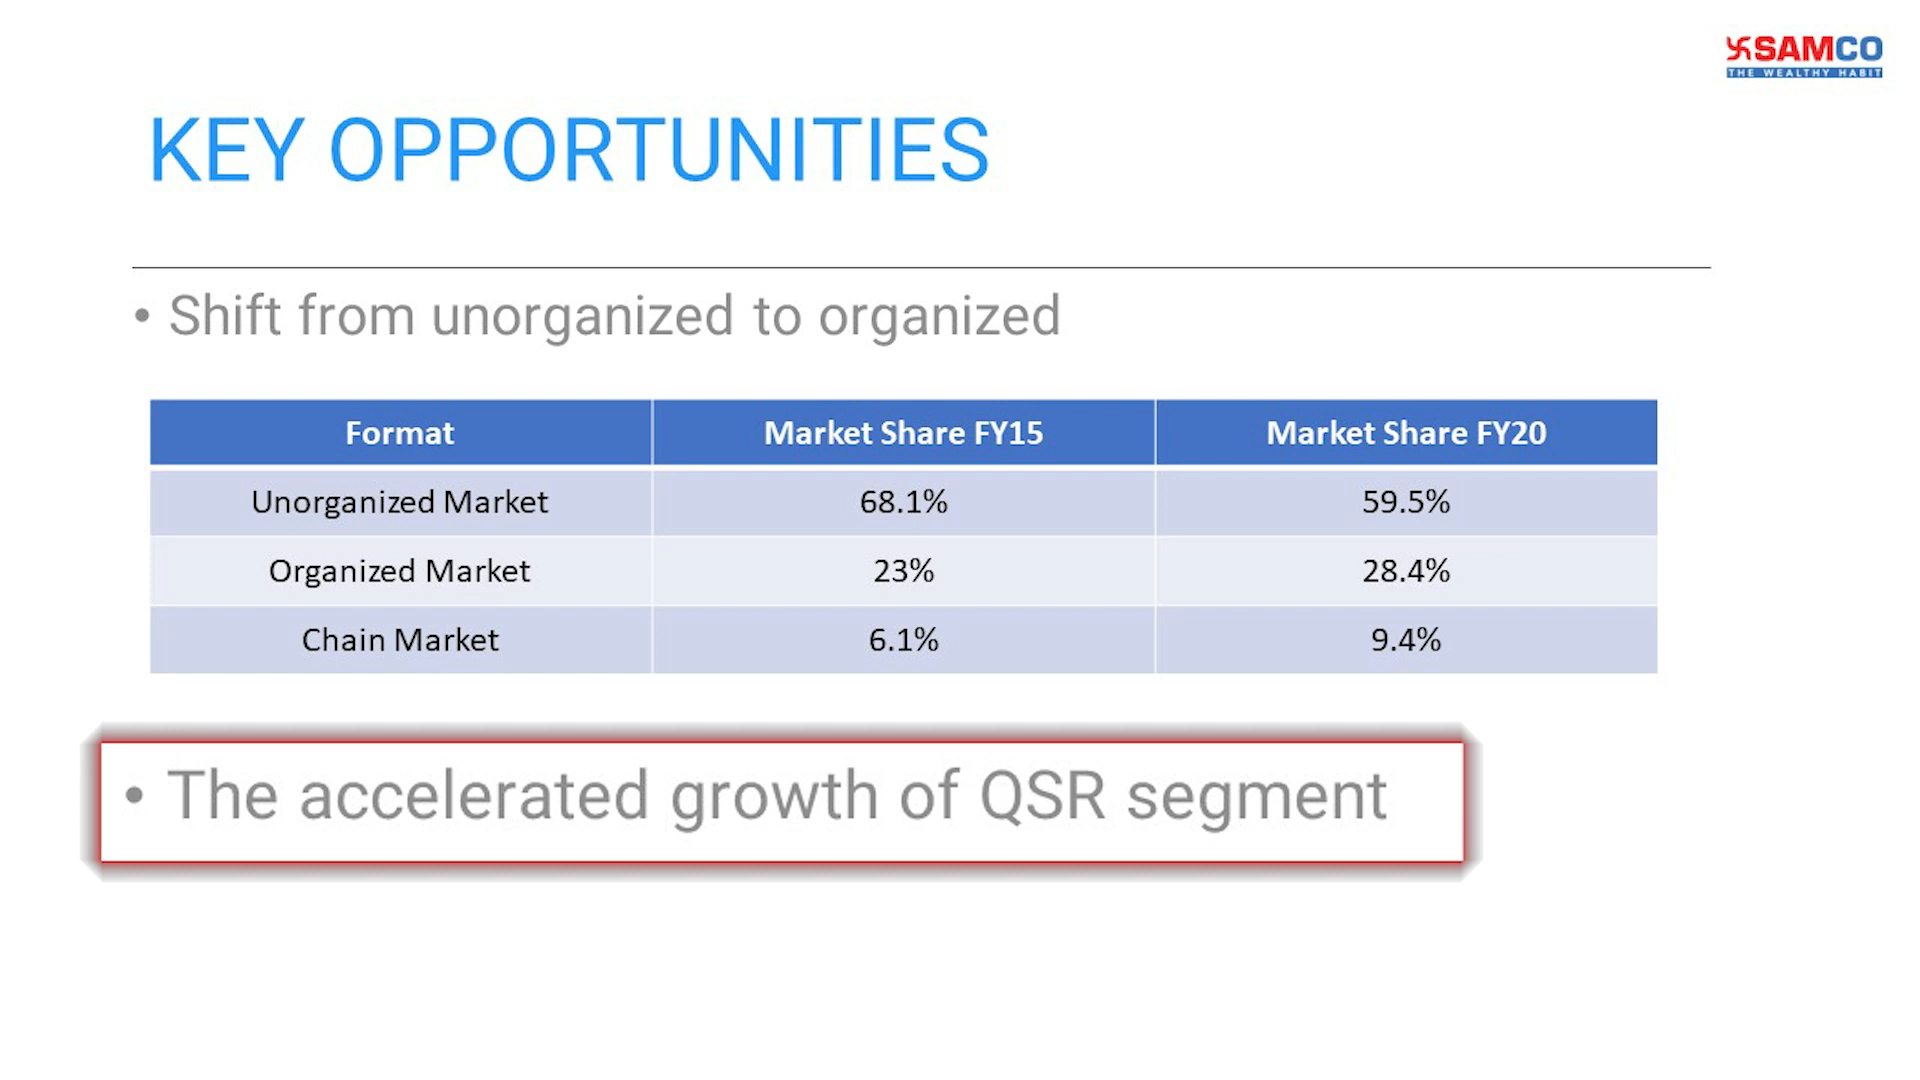 SAMCO
THE WEALTHY HABIT
KEY OPPORTUNITIES
• Shift from unorganized to organized
Format Market Share FY15 Market Share FY20
Unorganized Market 68.1% 59.5%
Organized Market 23% 28.4%
Chain Market 6.1% 9.4%
• The accelerated growth of QSR segment